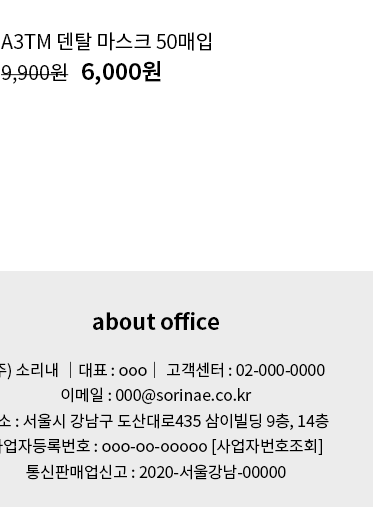 A3TM 덴탈 마스크 50매입
9,900원 6,000원
about office
주) 소리내 | 대표 : ooo | 고객센터 : 02-000-0000
이메일 : 000@sorinae.co.kr
소 : 서울시 강남구 도산대로435 삼이빌딩 9층, 14층
사업자등록번호 : ooo-oo-ooooo [사업자번호조회]
통신판매업신고 : 2020-서울강남-00000